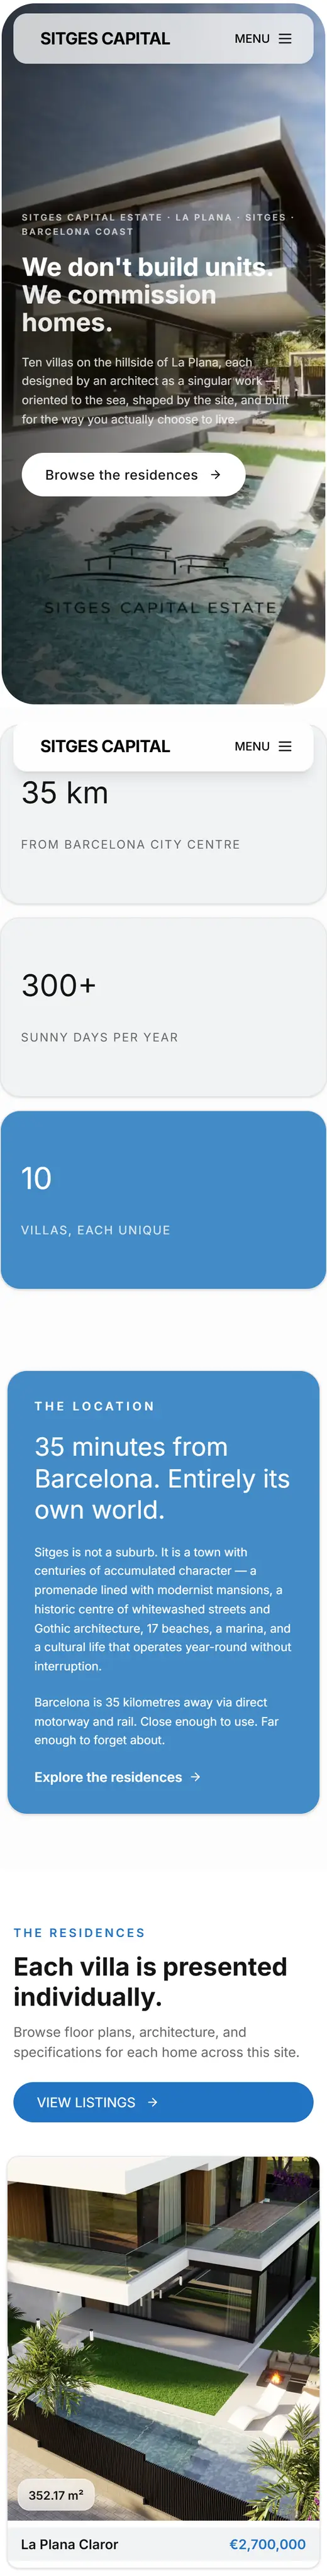 SITGES CAPITAL
MENU
SITGES CAPITAL ESTATE · LA PLANA · SITGES ·
BARCELONA COAST
We don't build units.
We commission
homes.
Ten villas on the hillside of La Plana, each
designed by an architect as a singular work —
oriented to the sea, shaped by the site, and built
for the way you actually choose to live.
Browse the residences →
SITGES CAPITAL ESTATE
SITGES CAPITAL
MENU
35 km
FROM BARCELONA CITY CENTRE
300+
SUNNY DAYS PER YEAR
10
VILLAS, EACH UNIQUE
THE LOCATION
35 minutes from
Barcelona. Entirely its
own world.
Sitges is not a suburb. It is a town with
centuries of accumulated character — a
promenade lined with modernist mansions, a
historic centre of whitewashed streets and
Gothic architecture, 17 beaches, a marina, and
a cultural life that operates year-round without
interruption.
Barcelona is 35 kilometres away via direct
motorway and rail. Close enough to use. Far
enough to forget about.
Explore the residences →
THE RESIDENCES
Each villa is presented
individually.
Browse floor plans, architecture, and
specifications for each home across this site.
VIEW LISTINGS →
352.17 m²
La Plana Claror
€2,700,000